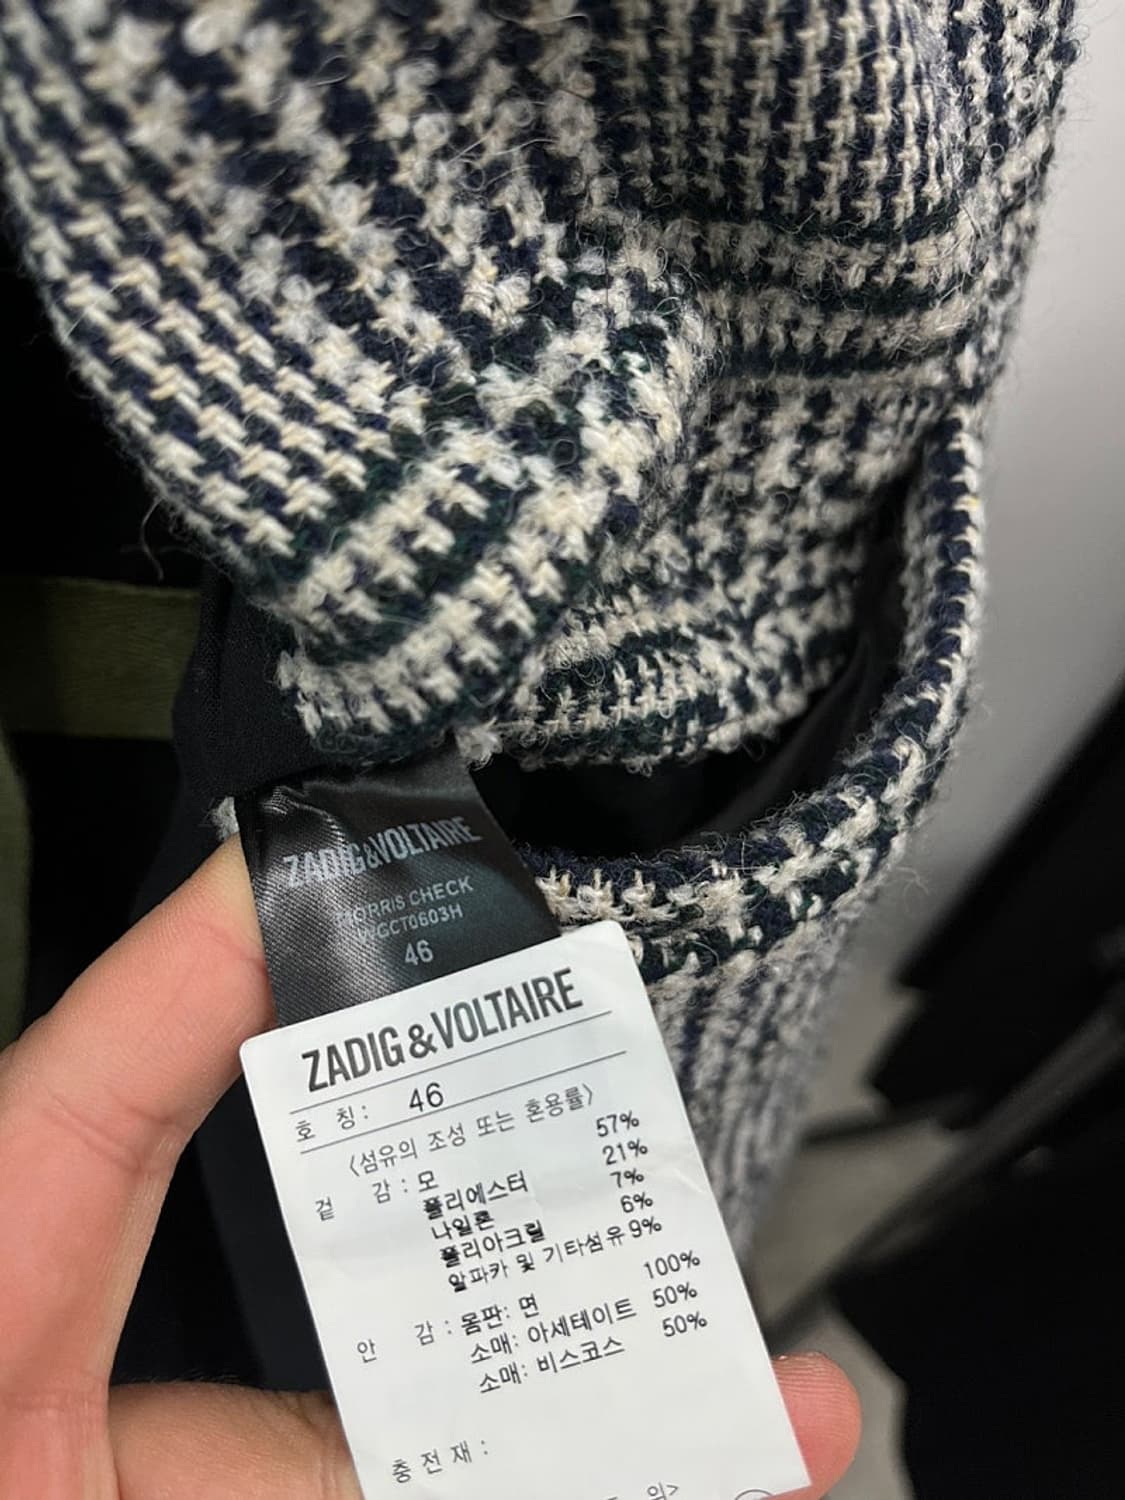 ZADIG&VOLTAIRE
MORRIS CHECK
WGCT0603H
46
ZADIG&VOLTAIRE
호 칭: 46
<섬유의 조성 또는 혼용률>
겉 감: 모 57%
폴리에스터 21%
나일론 7%
폴리아크릴 6%
알파카 및 기타섬유 9%
안 감: 몸판: 면 100%
소매: 아세테이트 50%
소매: 비스코스 50%
충 전 재 :